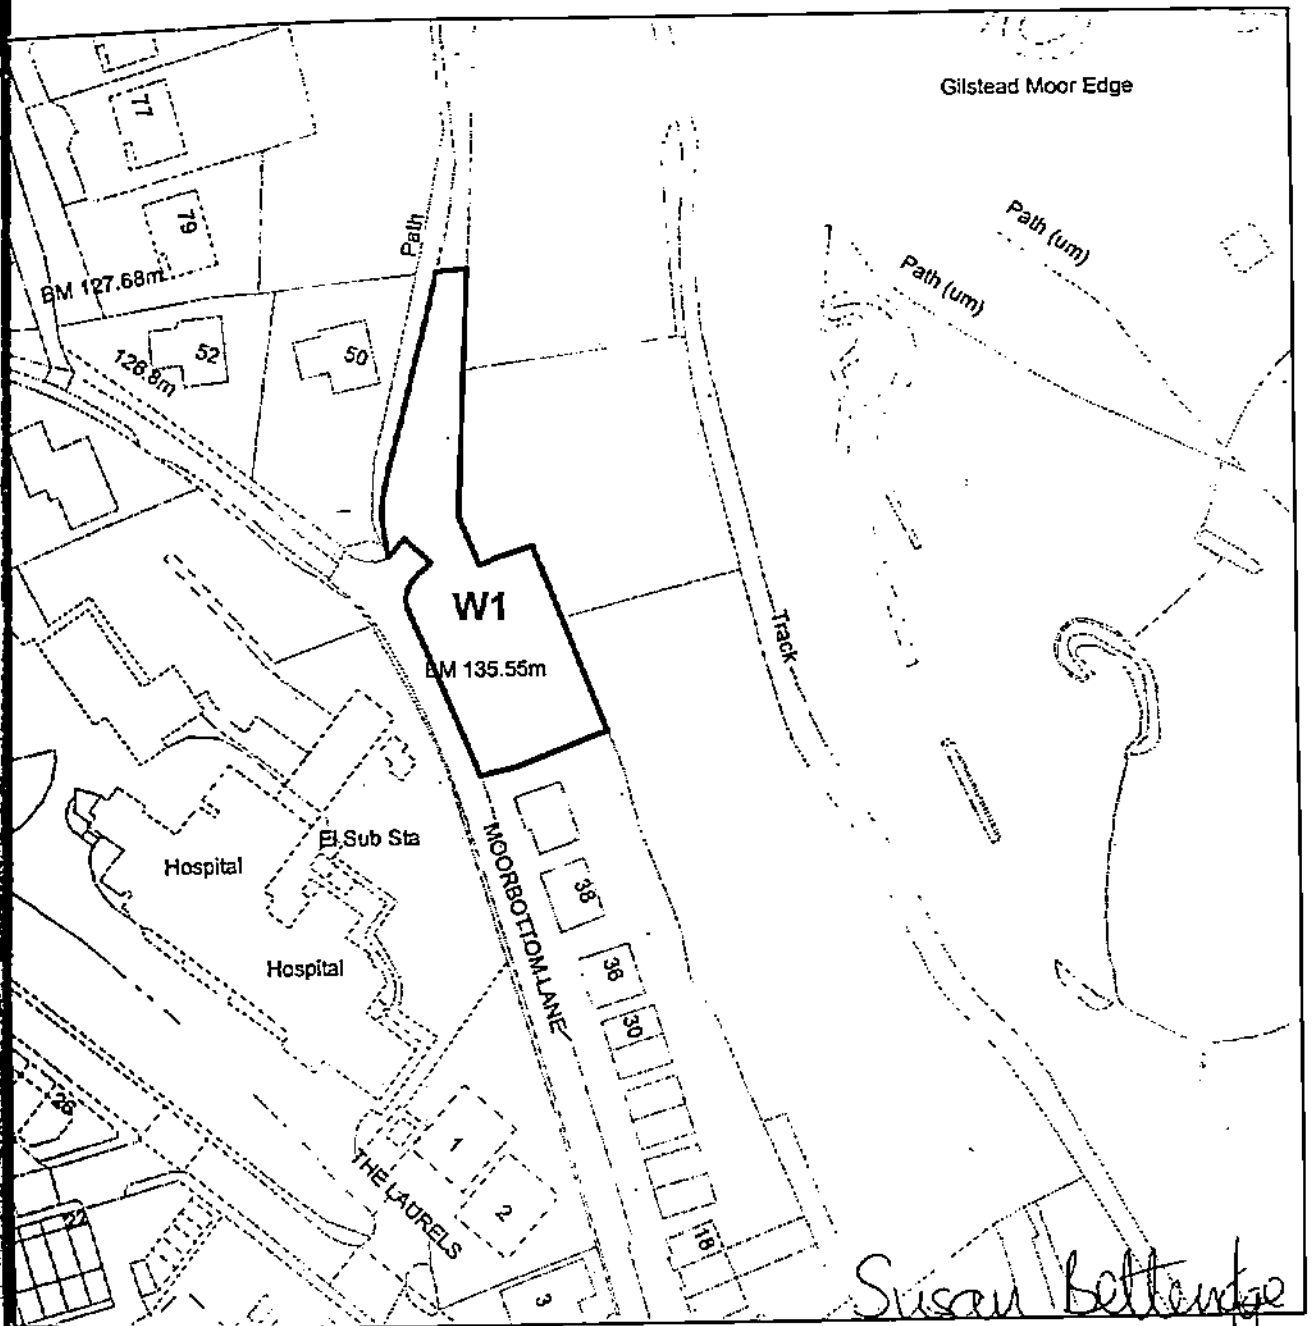 Gilstead Moor Edge
77
79
Path
Path (um)
Path (um)
BM 127.68m
128.8m
52
50
W1
BM 135.55m
Track
El Sub Sta
Hospital
Hospital
MOORBOTTOM LANE
38
36
30
26
1
THE LAURELS
2
22
18
3
Susan